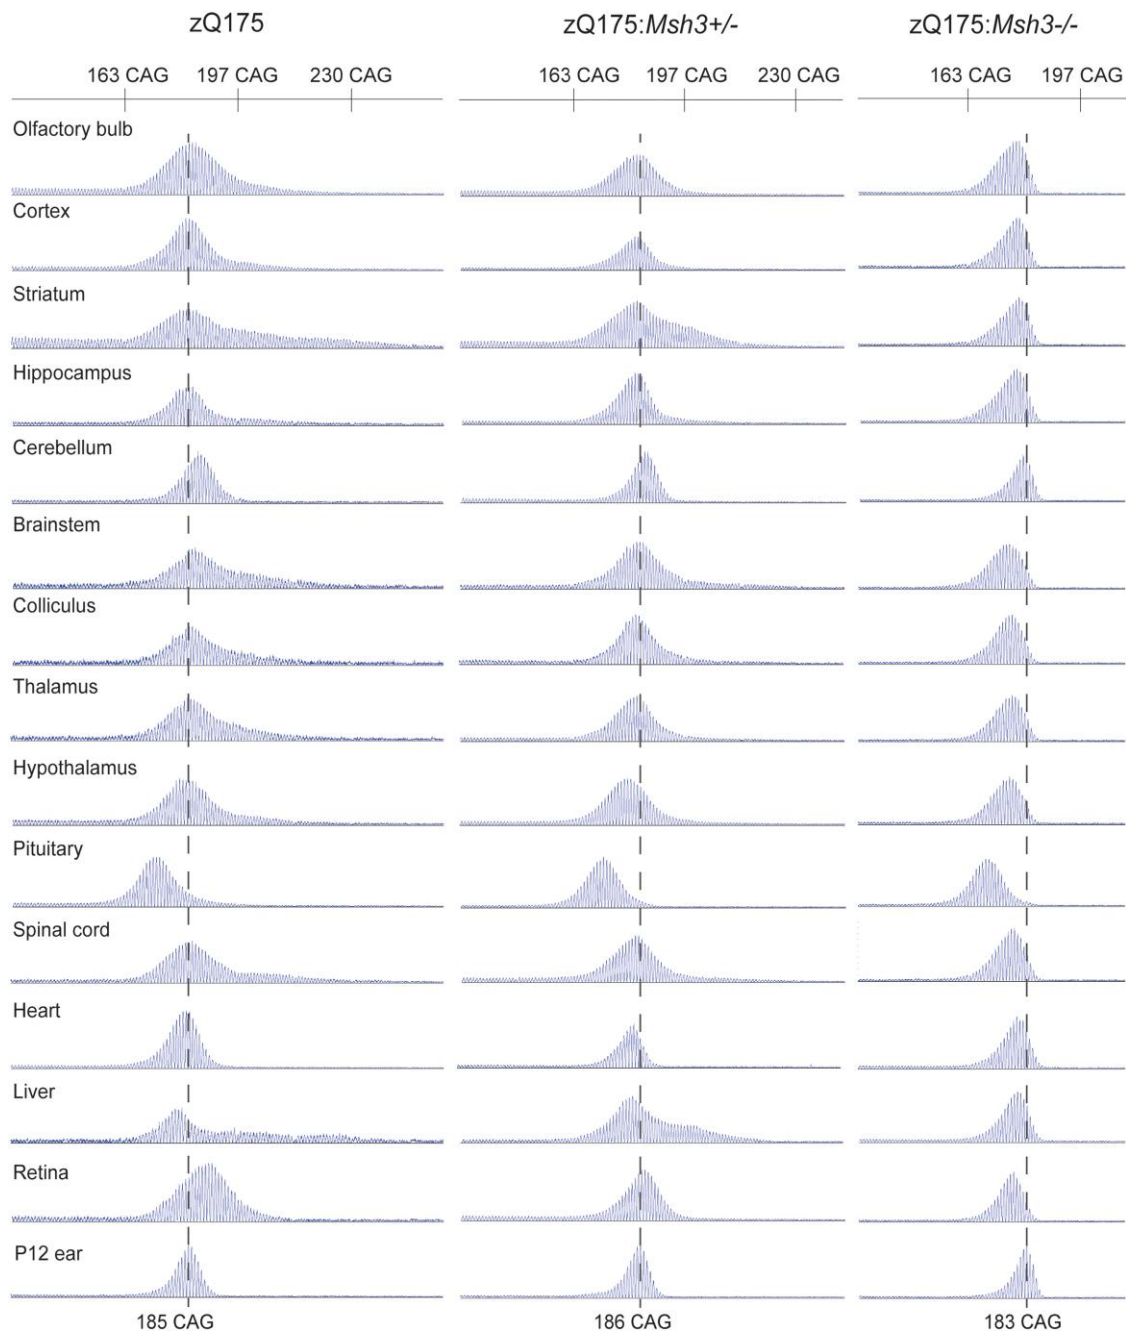 zQ175 zQ175:Msh3+/- zQ175:Msh3-/-
163 CAG 197 CAG 230 CAG 163 CAG 197 CAG 230 CAG 163 CAG 197 CAG
Olfactory bulb
Cortex
Striatum
Hippocampus
Cerebellum
Brainstem
Colliculus
Thalamus
Hypothalamus
Pituitary
Spinal cord
Heart
Liver
Retina
P12 ear
185 CAG 186 CAG 183 CAG